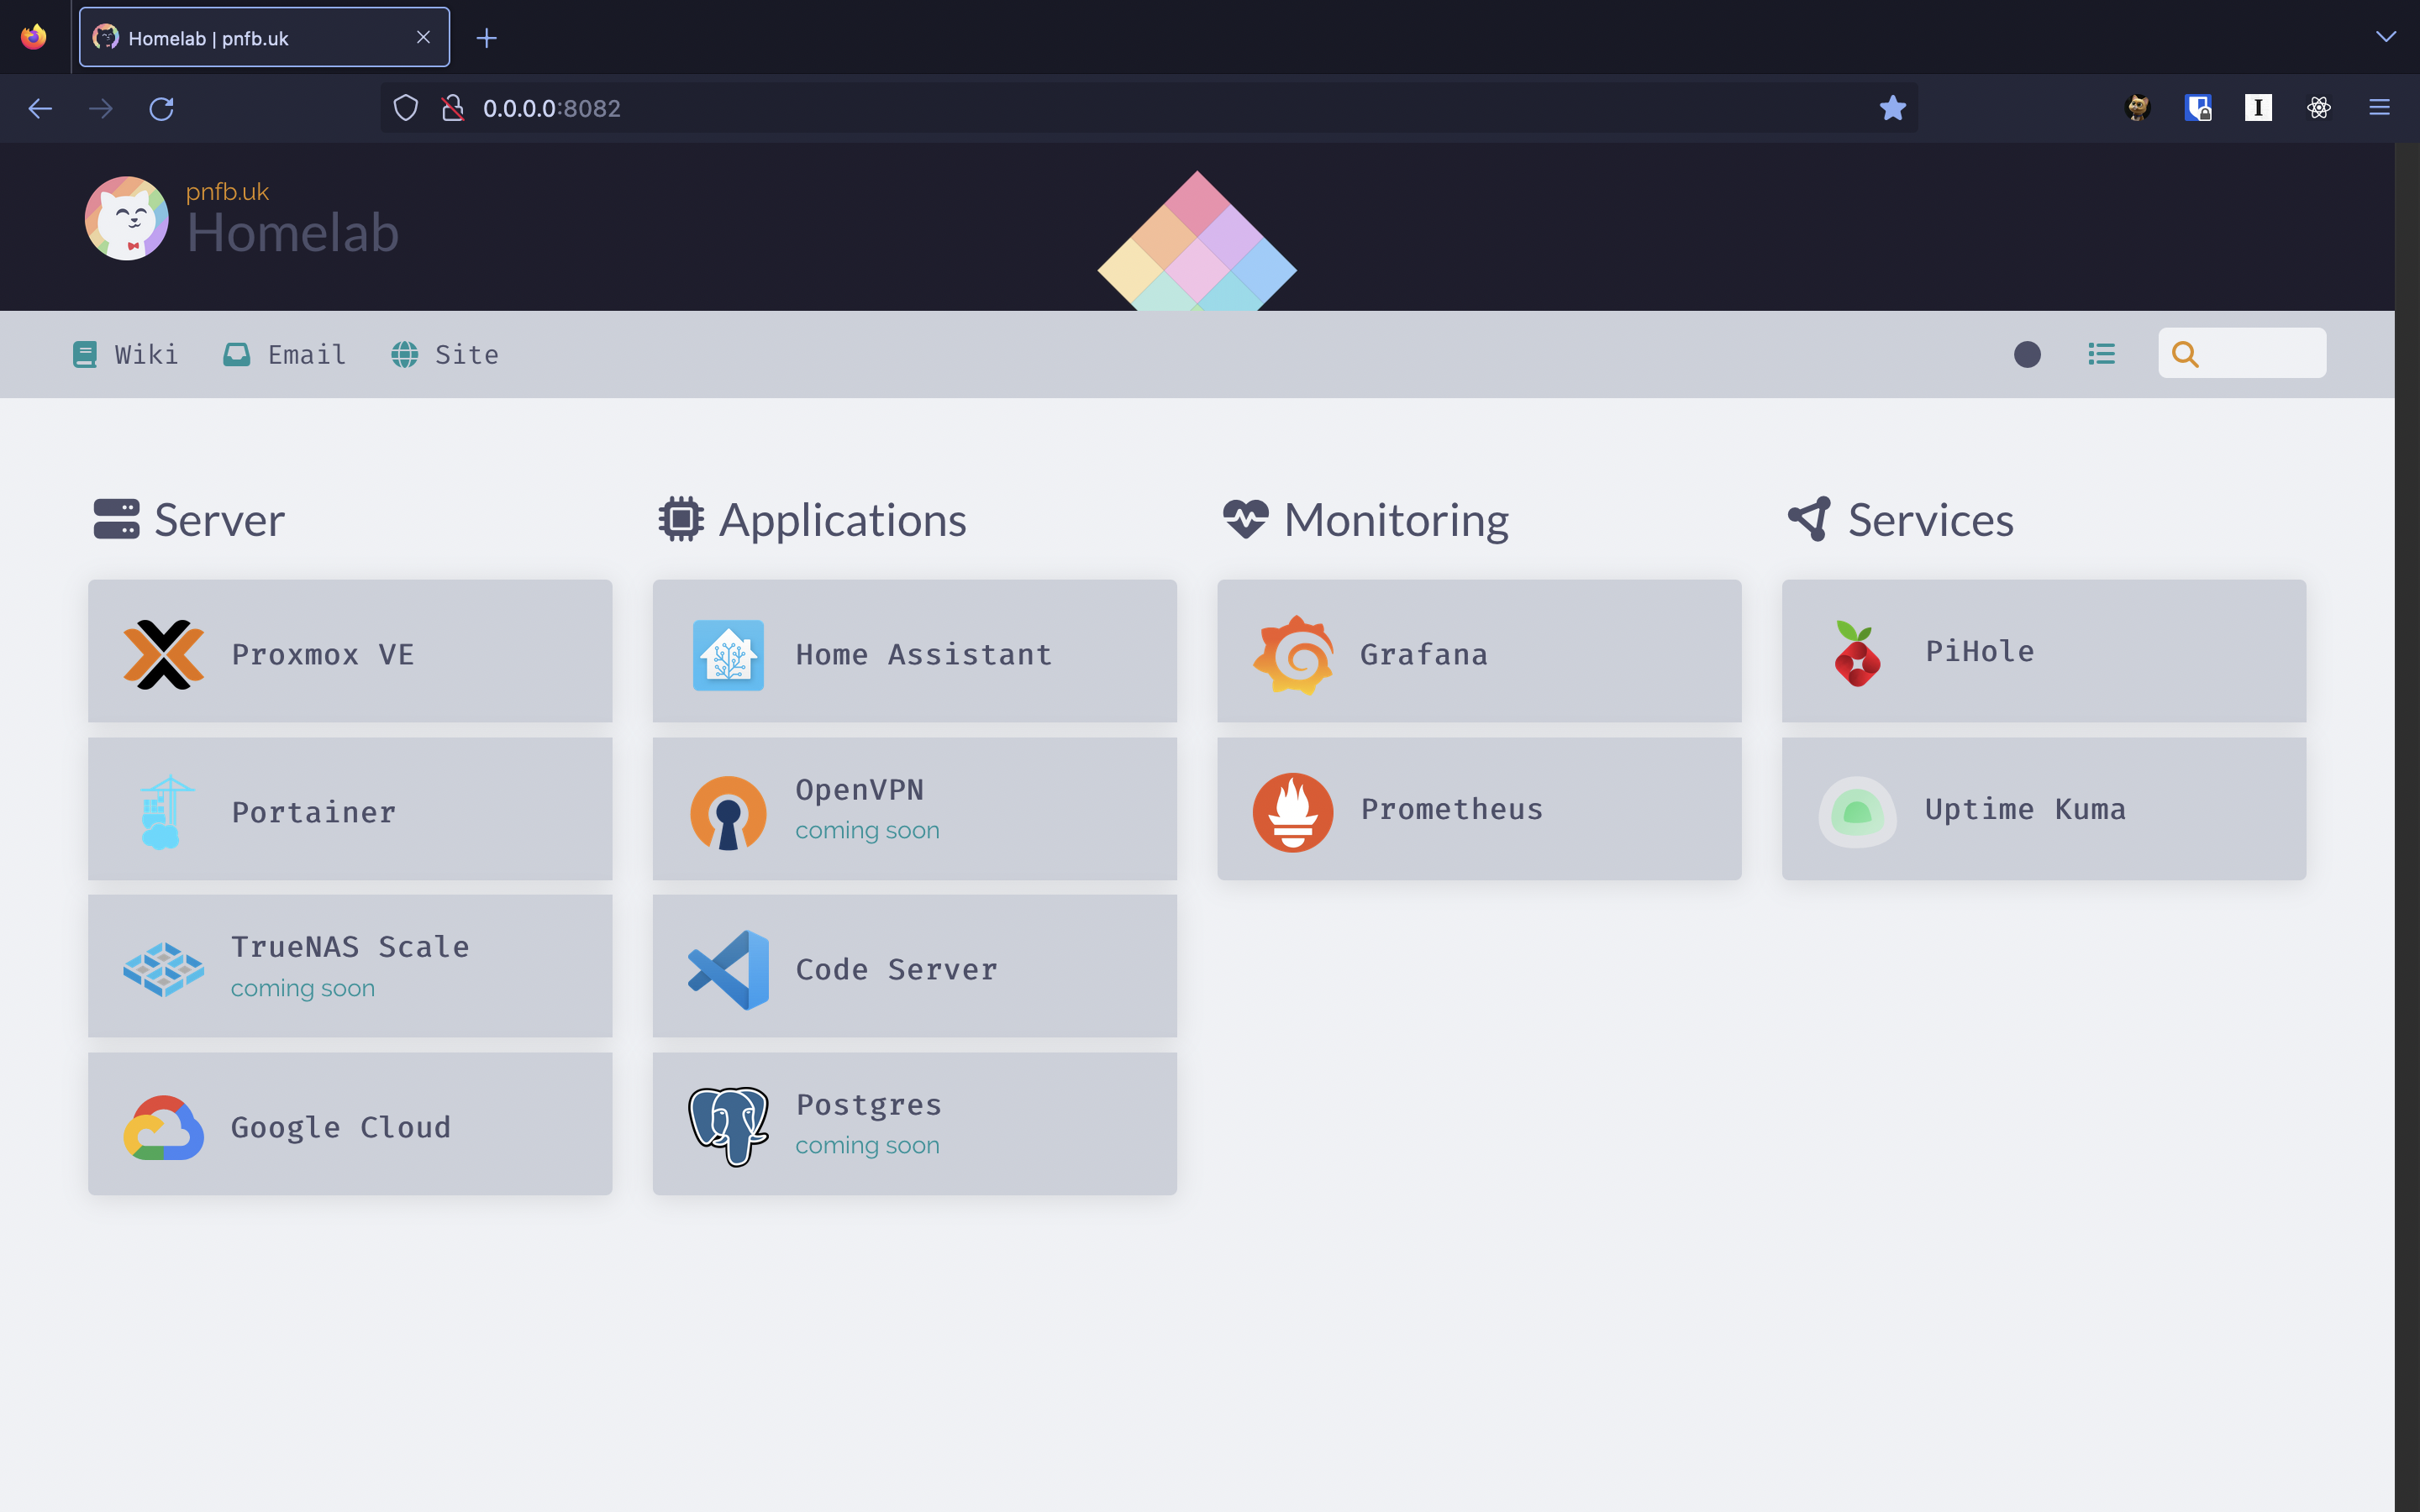 Homelab | pnfb.uk
0.0.0.0:8082
pnfb.uk
Homelab
Wiki
Email
Site
Server
Proxmox VE
Portainer
TrueNAS Scale
coming soon
Google Cloud
Applications
Home Assistant
OpenVPN
coming soon
Code Server
Postgres
coming soon
Monitoring
Grafana
Prometheus
Services
PiHole
Uptime Kuma